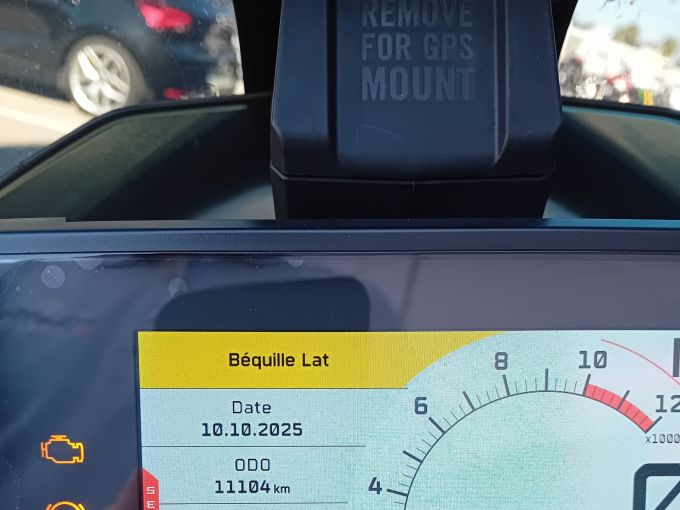 REMOVE
FOR GPS
MOUNT
Béquille Lat
Date
10.10.2025
ODO
11104 km
4
6
8
10
12
x1000
S
E